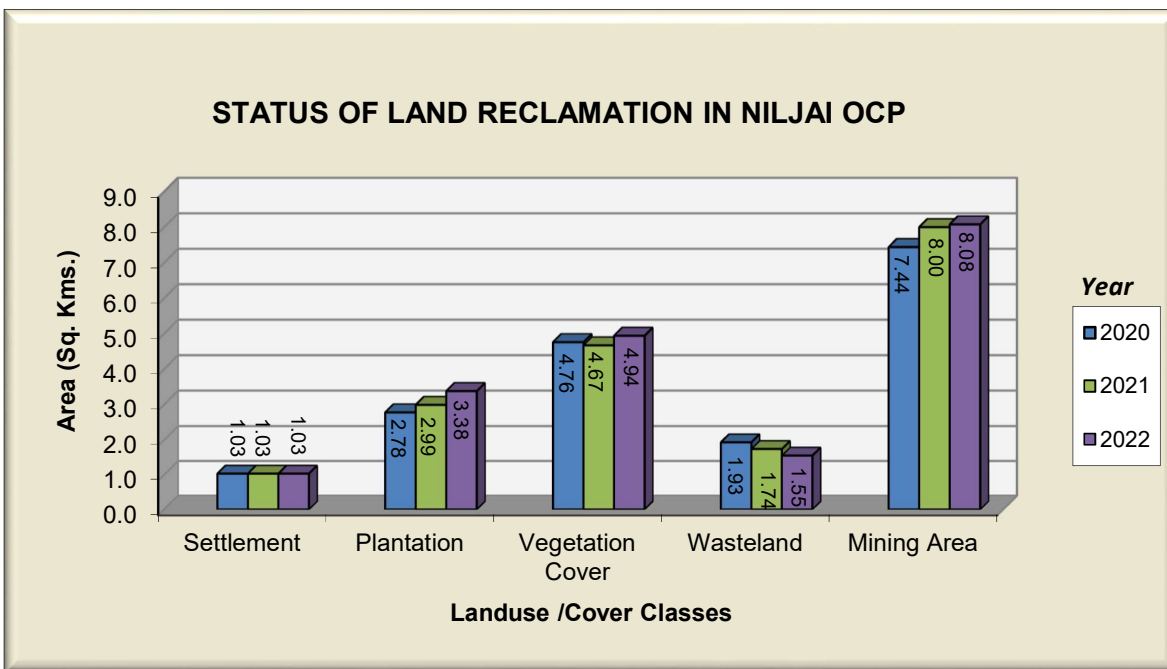 STATUS OF LAND RECLAMATION IN NILJAI OCP
Area (Sq. Kms.)
9.0
8.0
7.0
6.0
5.0
4.0
3.0
2.0
1.0
0.0
1.03
1.03
1.03
2.78
2.99
3.38
4.76
4.67
4.94
1.93
1.74
1.55
7.44
8.00
8.08
Settlement
Plantation
Vegetation
Cover
Wasteland
Mining Area
Landuse /Cover Classes
Year
2020
2021
2022